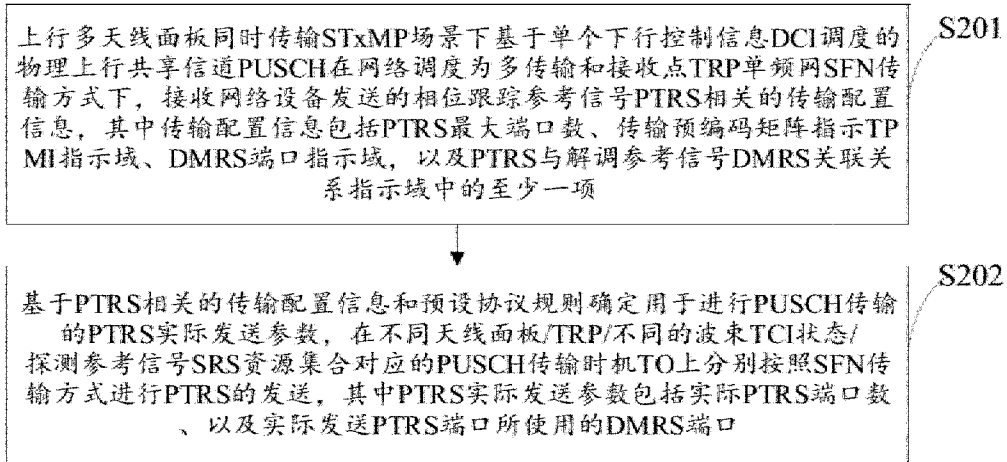 S201
上行多天线面板同时传输STxMP场景下基于单个下行控制信息DCI调度的
物理上行共享信道PUSCH在网络调度为多传输和接收点TRP单频网SFN传
输方式下，接收网络设备发送的相位跟踪参考信号PTRS相关的传输配置
信息，其中传输配置信息包括PTRS最大端口数、传输预编码矩阵指示TP
MI指示域、DMRS端口指示域，以及PTRS与解调参考信号DMRS关联关
系指示域中的至少一项
S202
基于PTRS相关的传输配置信息和预设协议规则确定用于进行PUSCH传输
的PTRS实际发送参数，在不同天线面板/TRP/不同的波束TCI状态/
探测参考信号SRS资源集合对应的PUSCH传输时机TO上分别按照SFN传
输方式进行PTRS的发送，其中PTRS实际发送参数包括实际PTRS端口数
、以及实际发送PTRS端口所使用的DMRS端口